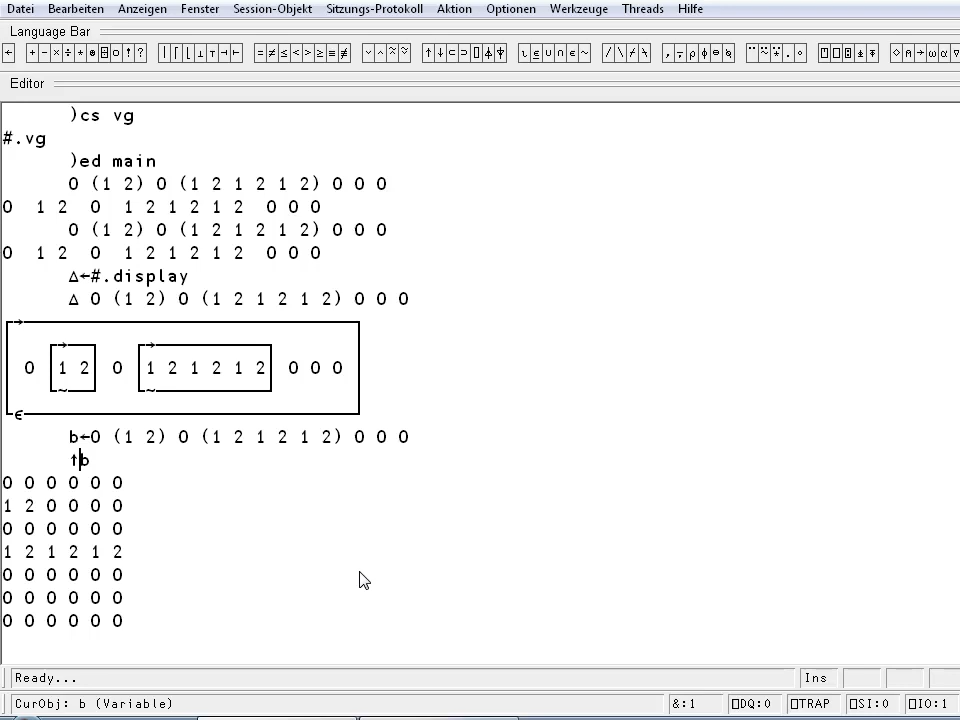 Datei Bearbeiten Anzeigen Fenster Session-Objekt Sitzungs-Protokoll Aktion Optionen Werkzeuge Threads Hilfe
Language Bar
Editor
)cs vg
#.vg
)ed main
0 (1 2) 0 (1 2 1 2 1 2) 0 0 0
0 1 2 0 1 2 1 2 1 2 0 0 0
0 (1 2) 0 (1 2 1 2 1 2) 0 0 0
0 1 2 0 1 2 1 2 1 2 0 0 0
∆←#.display
∆ 0 (1 2) 0 (1 2 1 2 1 2) 0 0 0
0 1 2 0 1 2 1 2 1 2 0 0 0
b←0 (1 2) 0 (1 2 1 2 1 2) 0 0 0
↑b
0 0 0 0 0 0
1 2 0 0 0 0
0 0 0 0 0 0
1 2 1 2 1 2
0 0 0 0 0 0
0 0 0 0 0 0
0 0 0 0 0 0
Ready... Ins
CurObj: b (Variable) &:1 ⎕DQ:0 ⎕TRAP ⎕SI:0 ⎕IO:1